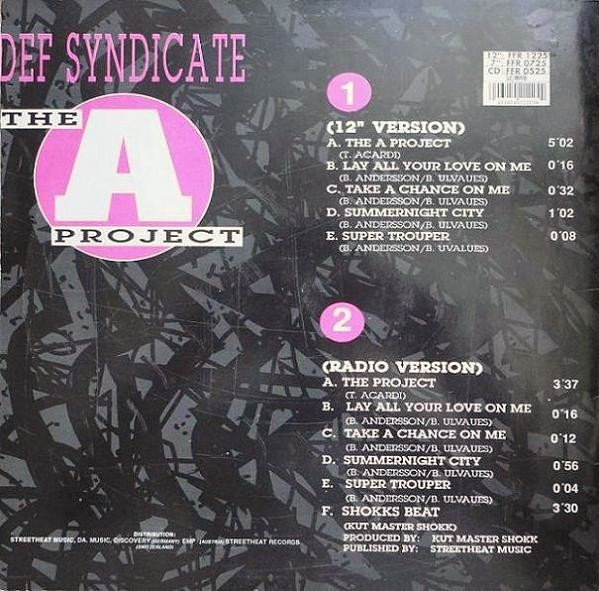 DEF SYNDICATE
THE
A
PROJECT
12": FFR 1225
7": FFR 0725
CD: FFR 0525
1
(12" VERSION)
A. THE A PROJECT 5´02
(T. ACARDI)
B. LAY ALL YOUR LOVE ON ME 0´16
(B. ANDERSSON/B. ULVAUES)
C. TAKE A CHANCE ON ME 0´32
(B. ANDERSSON/B. ULVAUES)
D. SUMMERNIGHT CITY 1´02
(B. ANDERSSON/B. ULVAUES)
E. SUPER TROUPER 0´08
(B. ANDERSSON/B. UVALUES)
2
(RADIO VERSION)
A. THE PROJECT 3´37
(T. ACARDI)
B. LAY ALL YOUR LOVE ON ME 0´16
(B. ANDERSSON/B. ULVAUES)
C. TAKE A CHANCE ON ME 0´12
(B. ANDERSSON/B. ULVAUES)
D. SUMMERNIGHT CITY 0´56
(B. ANDERSSON/B. ULVAUES)
E. SUPER TROUPER 0´04
(B. ANDERSSON/B. ULVAUES)
F. SHOKKS BEAT 3´30
(KUT MASTER SHOKK)
PRODUCED BY: KUT MASTER SHOKK
PUBLISHED BY: STREETHEAT MUSIC
DISTRIBUTION:
STREETHEAT MUSIC, DA. MUSIC, DISCOVERY (GERMANY) EMP (AUSTRIA) STREETHEAT RECORDS
(SWITZERLAND)